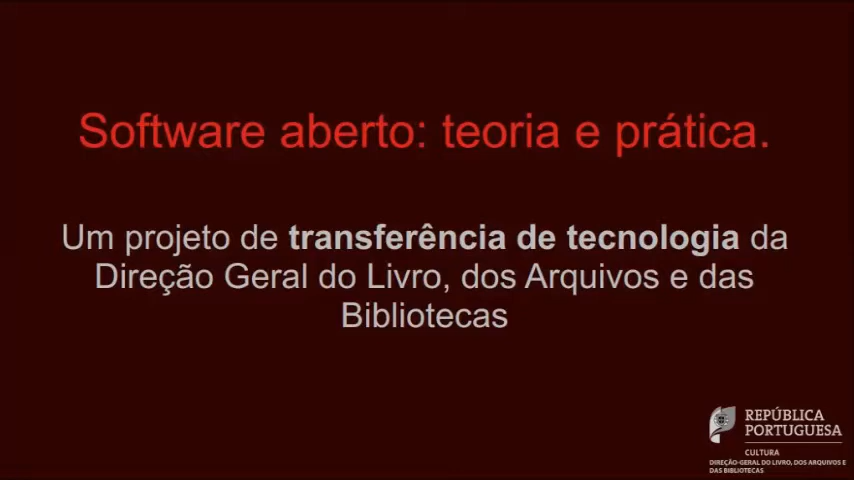 Software aberto: teoria e prática.
Um projeto de transferência de tecnologia da
Direção Geral do Livro, dos Arquivos e das
Bibliotecas
REPÚBLICA
PORTUGUESA
CULTURA
DIREÇÃO-GERAL DO LIVRO, DOS ARQUIVOS E
DAS BIBLIOTECAS